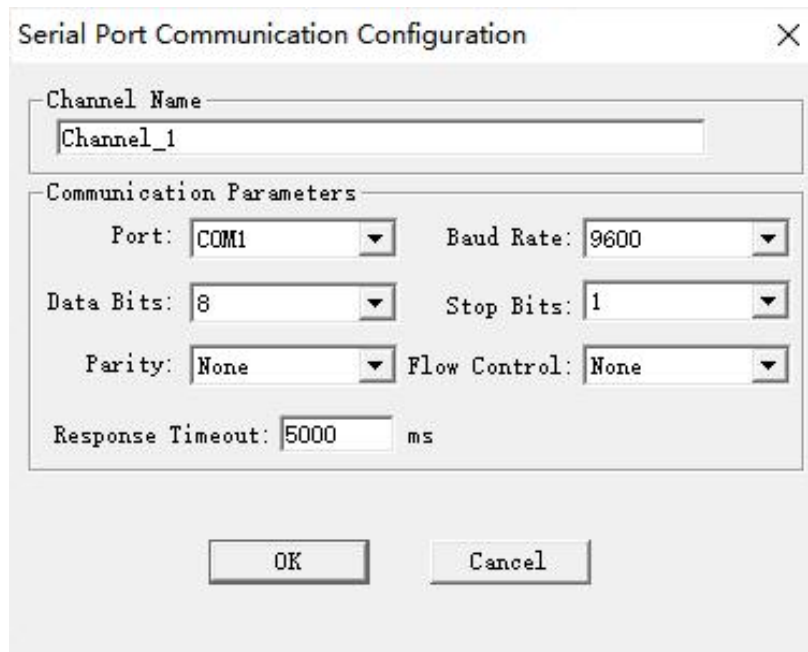 Serial Port Communication Configuration
Channel Name
Channel_1
Communication Parameters
Port: COM1 Baud Rate: 9600
Data Bits: 8 Stop Bits: 1
Parity: None Flow Control: None
Response Timeout: 5000 ms
OK Cancel